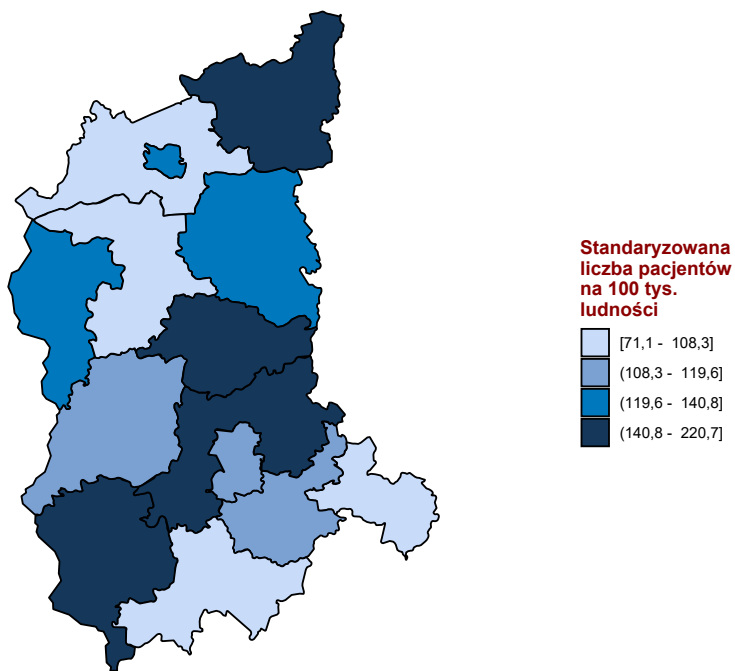 Standaryzowana
liczba pacjentów
na 100 tys.
ludności
[71,1 - 108,3]
(108,3 - 119,6]
(119,6 - 140,8]
(140,8 - 220,7]